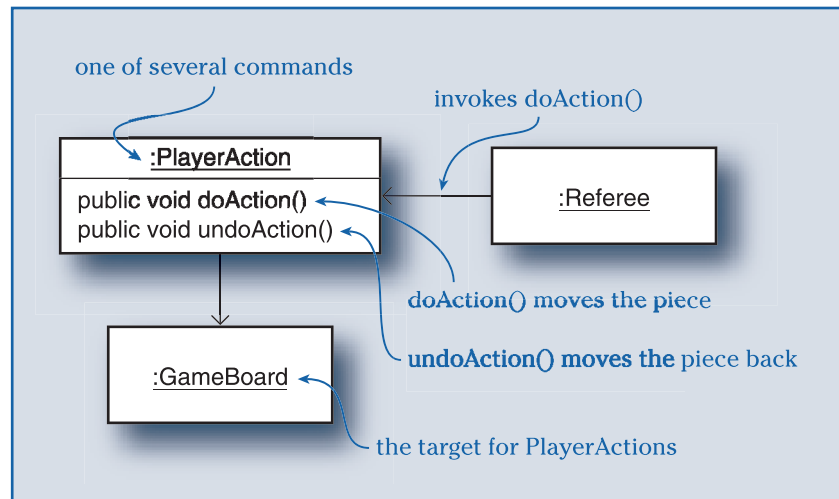 one of several commands
invokes doAction()
:PlayerAction
public void doAction()
public void undoAction()
:Referee
doAction() moves the piece
undoAction() moves the piece back
:GameBoard
the target for PlayerActions